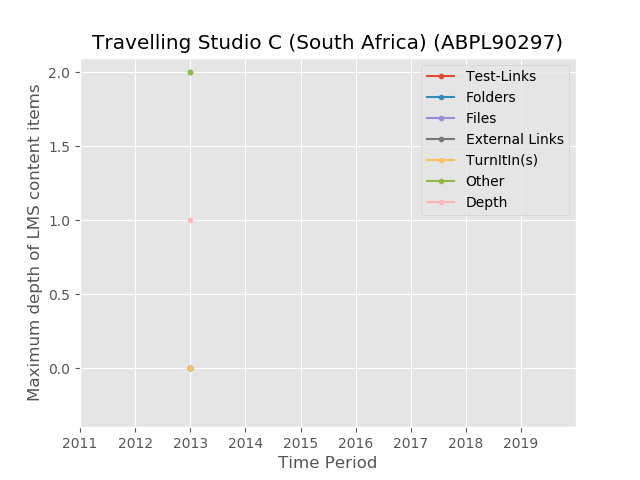 Travelling Studio C (South Africa) (ABPL90297)
Maximum depth of LMS content items
2.0
1.5
1.0
0.5
0.0
Test-Links
Folders
Files
External Links
TurnItIn(s)
Other
Depth
2011 2012 2013 2014 2015 2016 2017 2018 2019
Time Period